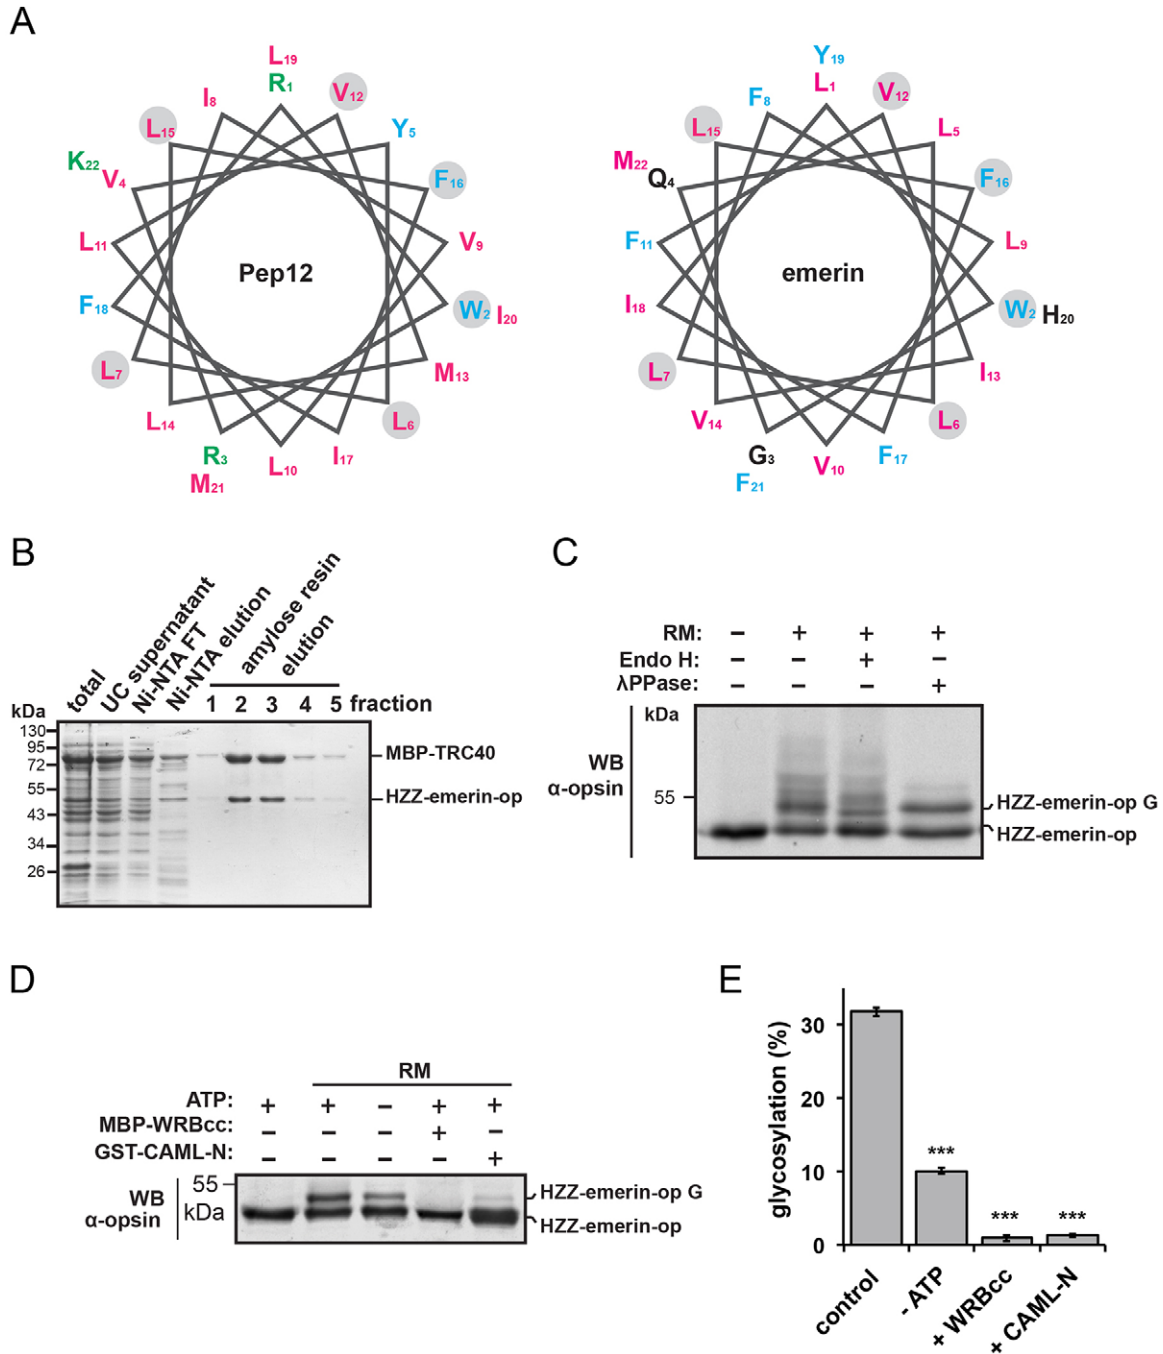 A
L19
R1
I8
V12
L15
Y5
K22
V4
F16
L11
V9
Pep12
F18
W2 I20
L7
M13
L14
L6
R3
M21
L10
I17
Y19
L1
F8
V12
L15
L5
M22
Q4
F16
F11
L9
emerin
I18
W2 H20
L7
I13
V14
L6
G3
F21
V10
F17
B
total
UC supernatant
Ni-NTA FT
Ni-NTA elution
amylose resin
elution
kDa
1 2 3 4 5 fraction
130
95
72
55
43
34
26
MBP-TRC40
HZZ-emerin-op
C
RM: – + + +
Endo H: – – + –
λPPase: – – – +
kDa
WB
α-opsin
55
HZZ-emerin-op G
HZZ-emerin-op
D
RM
ATP: + + – + +
MBP-WRBcc: – – – + –
GST-CAML-N: – – – – +
WB
α-opsin
55
kDa
HZZ-emerin-op G
HZZ-emerin-op
E
glycosylation (%)
30
20
10
0
***
***
***
control
- ATP
+ WRBcc
+ CAML-N